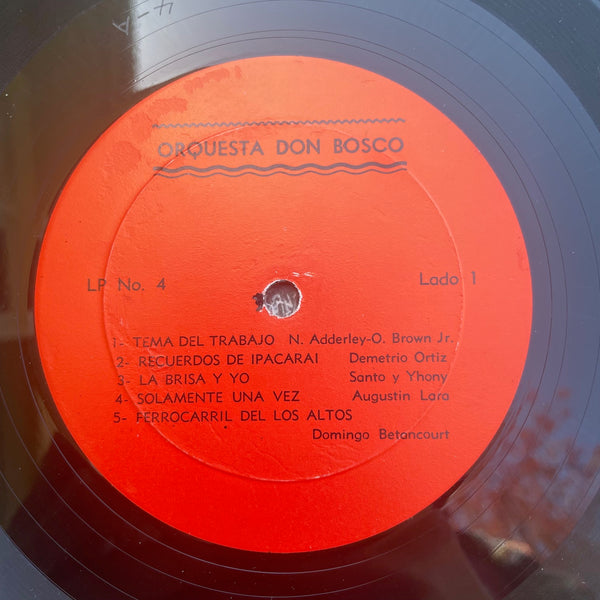 4-A
ORQUESTA DON BOSCO
LP No. 4 Lado 1
1- TEMA DEL TRABAJO N. Adderley-O. Brown Jr.
2- RECUERDOS DE IPACARAI Demetrio Ortiz
3- LA BRISA Y YO Santo y Yhony
4- SOLAMENTE UNA VEZ Augustin Lara
5- FERROCARRIL DEL LOS ALTOS
Domingo Betancourt